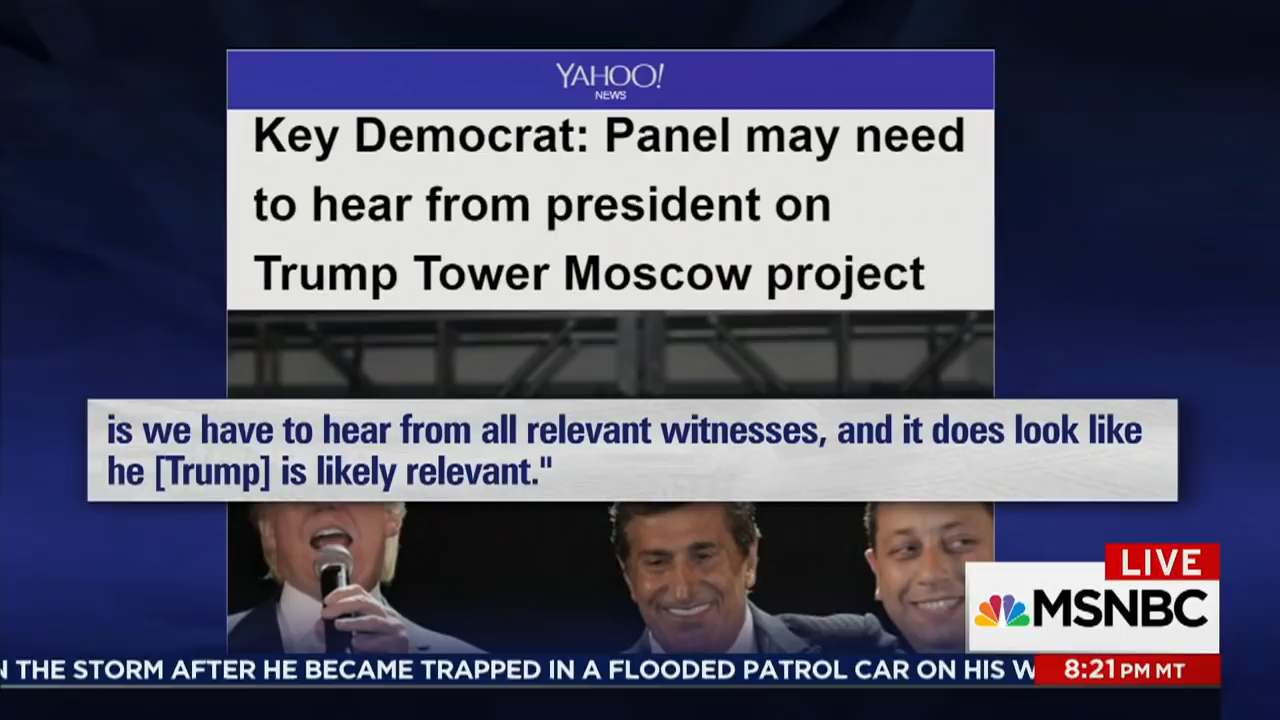 YAHOO!
NEWS
Key Democrat: Panel may need
to hear from president on
Trump Tower Moscow project
is we have to hear from all relevant witnesses, and it does look like
he [Trump] is likely relevant."
LIVE
MSNBC
THE STORM AFTER HE BECAME TRAPPED IN A FLOODED PATROL CAR ON HIS
8:21 PM MT